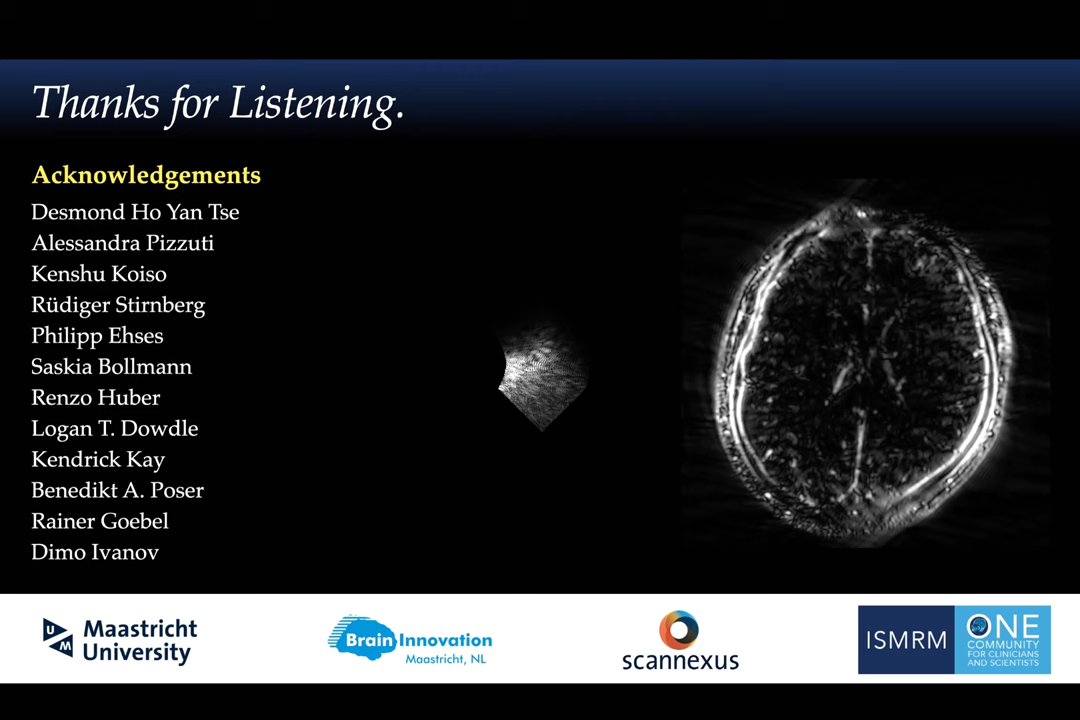 Thanks for Listening.
Acknowledgements
Desmond Ho Yan Tse
Alessandra Pizzuti
Kenshu Koiso
Rüdiger Stirnberg
Philipp Ehses
Saskia Bollmann
Renzo Huber
Logan T. Dowdle
Kendrick Kay
Benedikt A. Poser
Rainer Goebel
Dimo Ivanov
U M
Maastricht
University
Brain Innovation
Maastricht, NL
scannexus
ISMRM
ONE
COMMUNITY
FOR CLINICIANS
AND SCIENTISTS